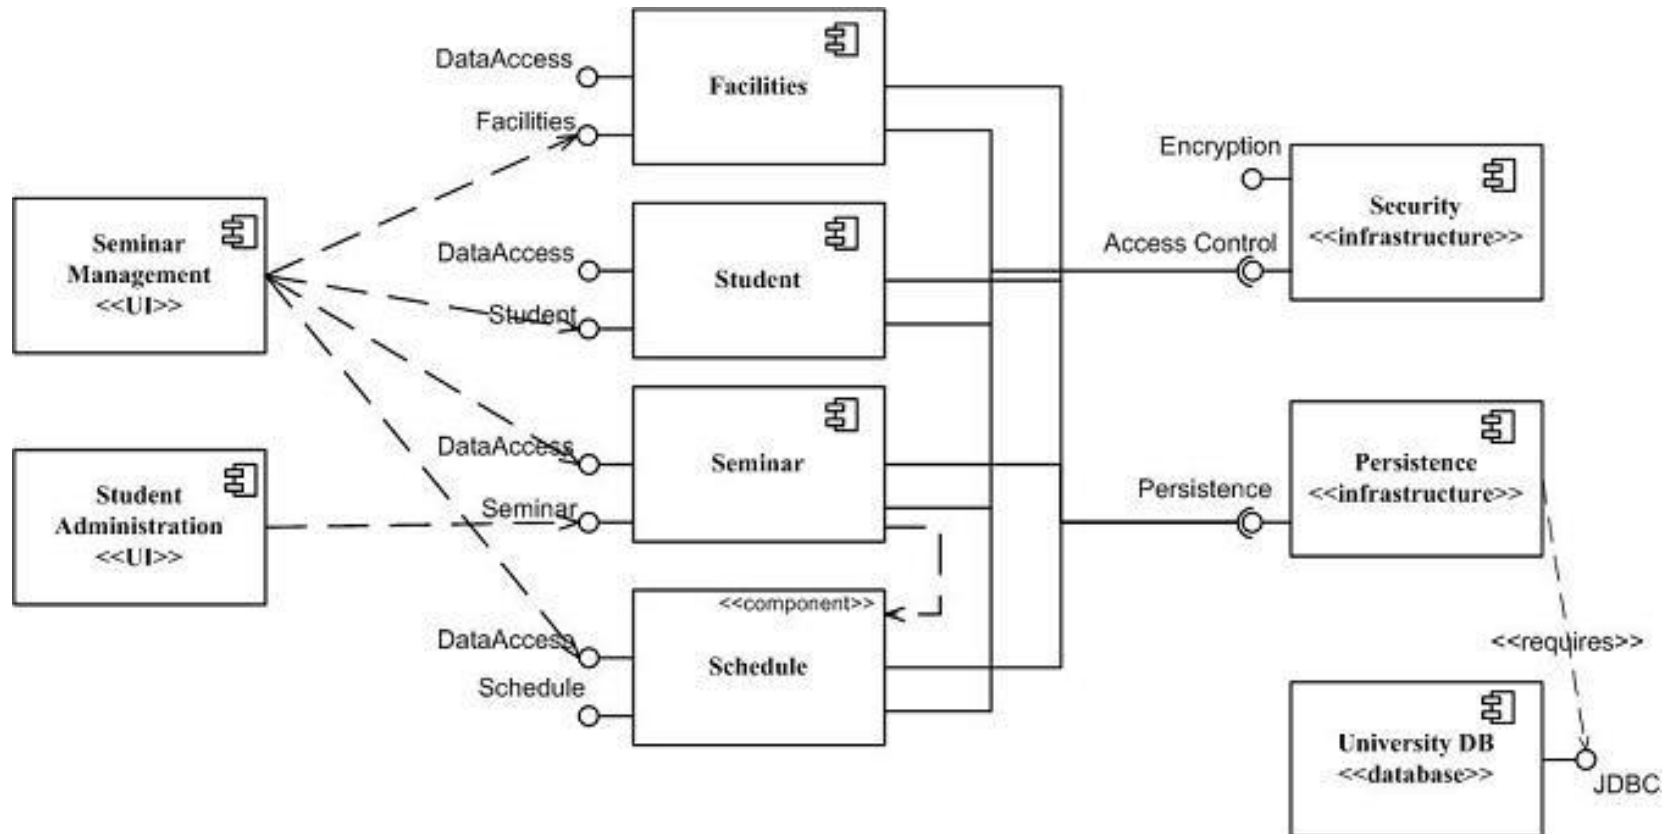 DataAccess
Facilities
Facilities
Encryption
Security
<<infrastructure>>
Access Control
Seminar
Management
<<UI>>
DataAccess
Student
Student
DataAccess
Seminar
Seminar
Persistence
<<infrastructure>>
Persistence
Student
Administration
<<UI>>
<<component>>
DataAccess
Schedule
Schedule
<<requires>>
University DB
<<database>>
JDBC